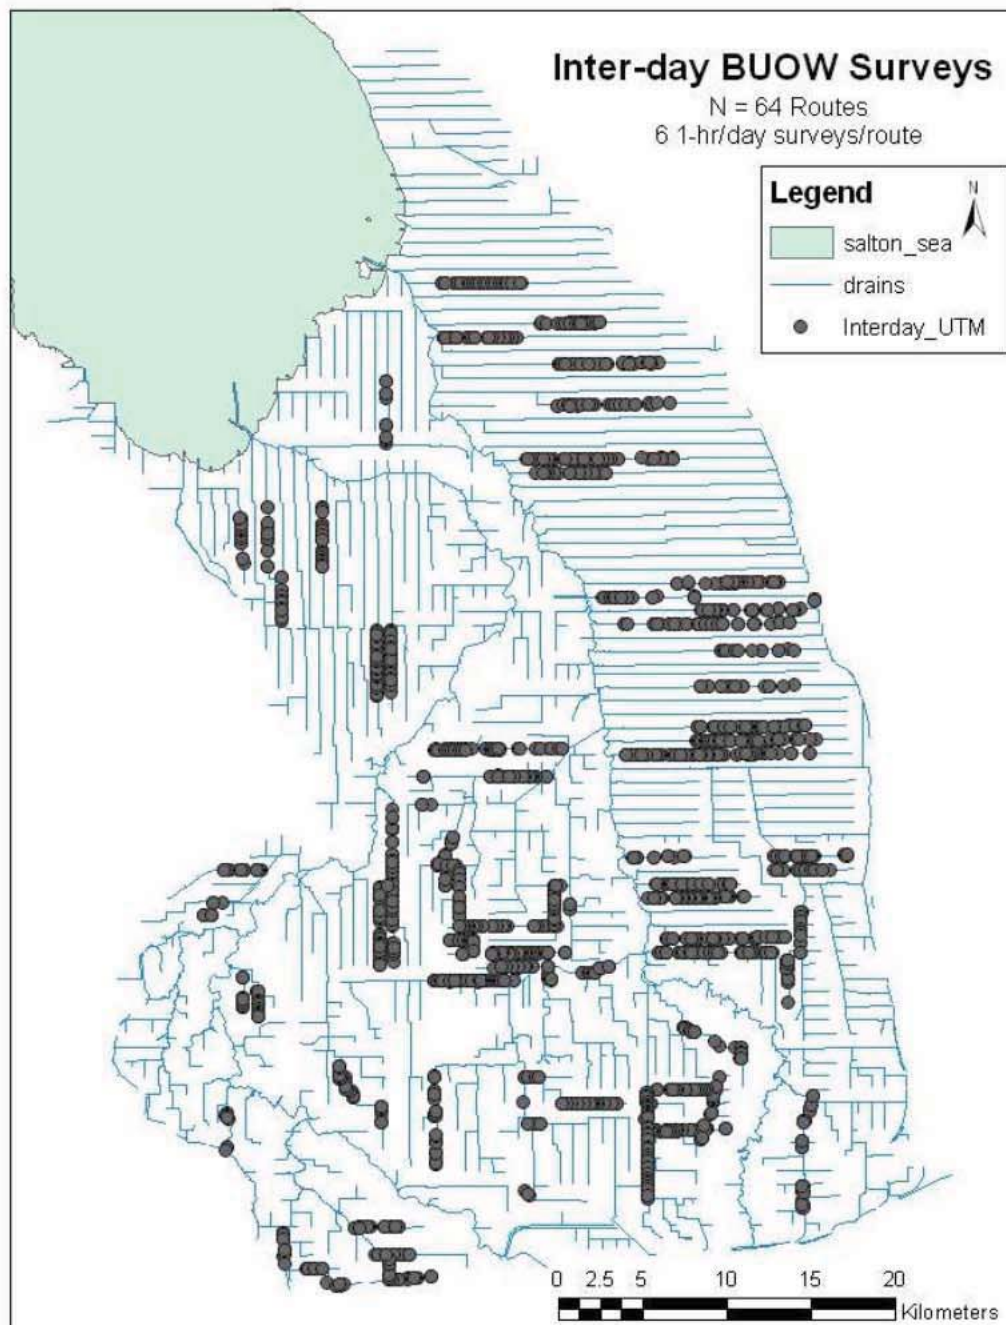 Inter-day BUOW Surveys
N = 64 Routes
6 1-hr/day surveys/route
Legend
N
salton_sea
drains
Interday_UTM
0 2.5 5 10 15 20
Kilometers